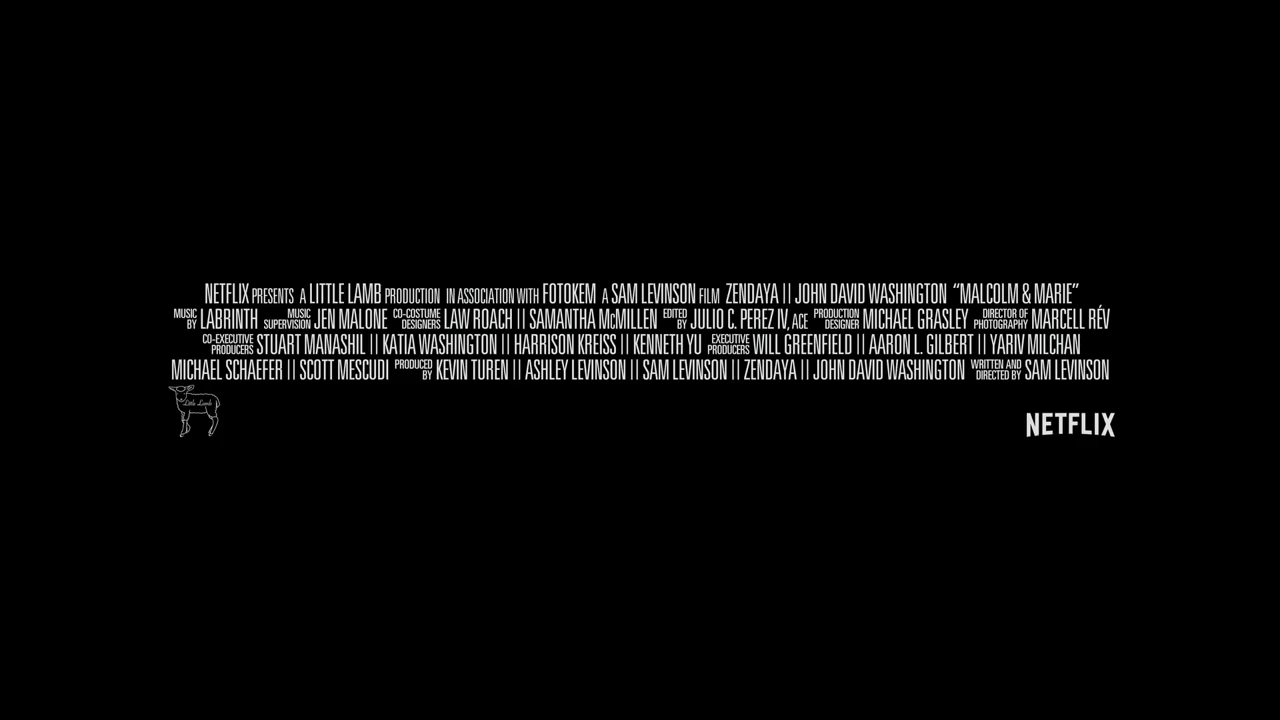 NETFLIX PRESENTS A LITTLE LAMB PRODUCTION IN ASSOCIATION WITH FOTOKEM A SAM LEVINSON FILM ZENDAYA || JOHN DAVID WASHINGTON “MALCOLM & MARIE”
MUSIC BY LABRINTH MUSIC SUPERVISION JEN MALONE CO-COSTUME DESIGNERS LAW ROACH || SAMANTHA McMILLEN EDITED BY JULIO C. PEREZ IV, ACE PRODUCTION DESIGNER MICHAEL GRASLEY DIRECTOR OF PHOTOGRAPHY MARCELL RÉV
CO-EXECUTIVE PRODUCERS STUART MANASHIL || KATIA WASHINGTON || HARRISON KREISS || KENNETH YU EXECUTIVE PRODUCERS WILL GREENFIELD || AARON L. GILBERT || YARIV MILCHAN
MICHAEL SCHAEFER || SCOTT MESCUDI PRODUCED BY KEVIN TUREN || ASHLEY LEVINSON || SAM LEVINSON || ZENDAYA || JOHN DAVID WASHINGTON WRITTEN AND DIRECTED BY SAM LEVINSON
Little Lamb
NETFLIX